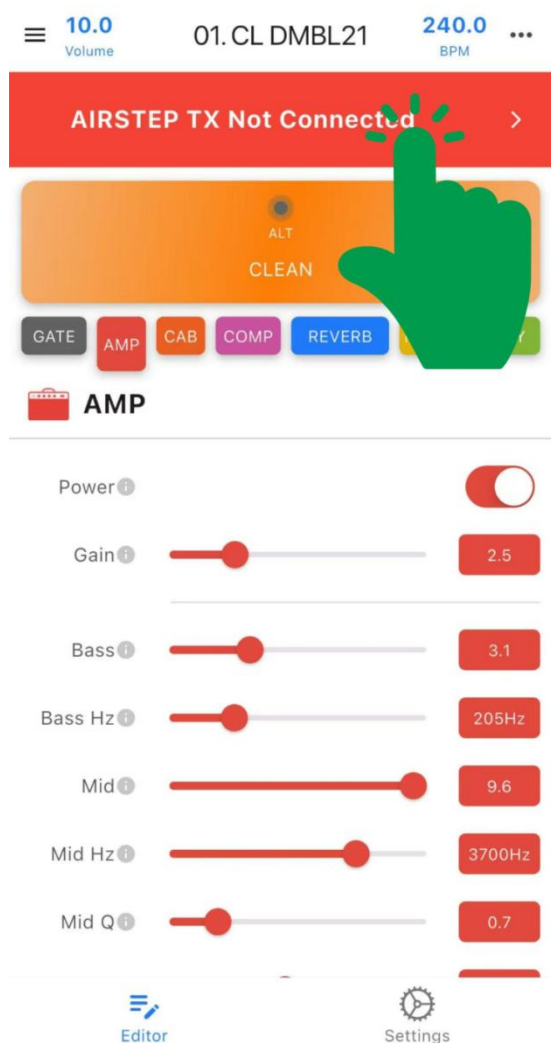 10.0
Volume
01. CL DMBL21
240.0
BPM
AIRSTEP TX Not Connected
ALT
CLEAN
GATE AMP CAB COMP REVERB
AMP
Power
Gain 2.5
Bass 3.1
Bass Hz 205Hz
Mid 9.6
Mid Hz 3700Hz
Mid Q 0.7
Editor Settings